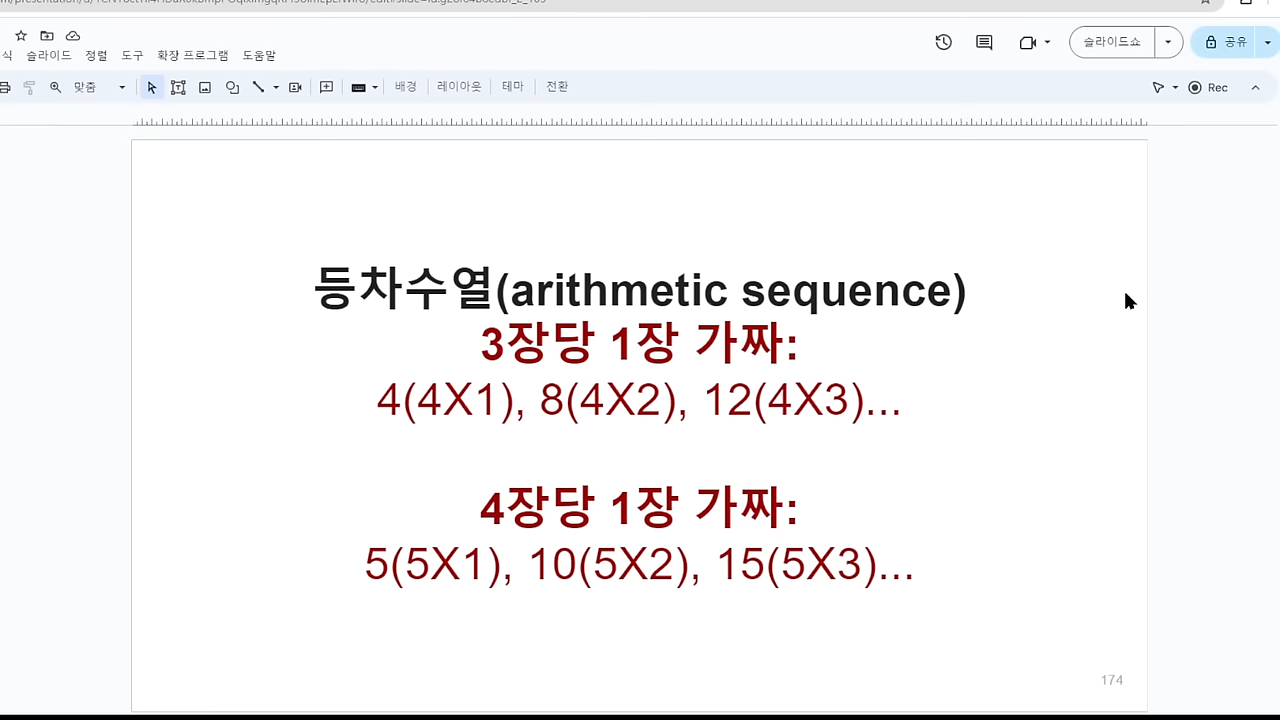 식 슬라이드 정렬 도구 확장 프로그램 도움말
슬라이드쇼
공유
맞춤
배경 레이아웃 테마 전환
Rec
등차수열(arithmetic sequence)
3장당 1장 가짜:
4(4X1), 8(4X2), 12(4X3)...
4장당 1장 가짜:
5(5X1), 10(5X2), 15(5X3)...
174